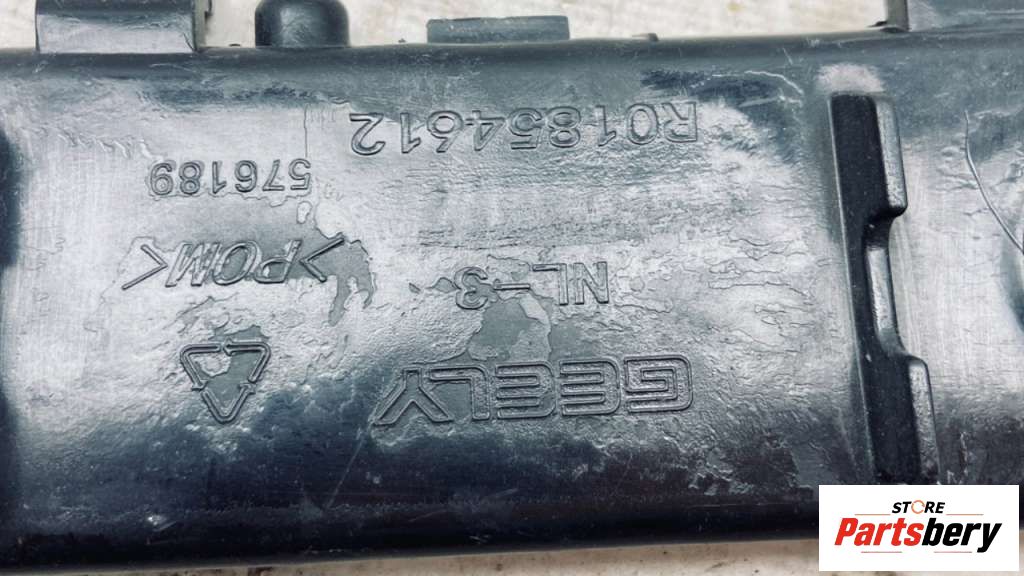 GEELY
NL-3
>POM<
576189
R01854612
STORE
Partsbery